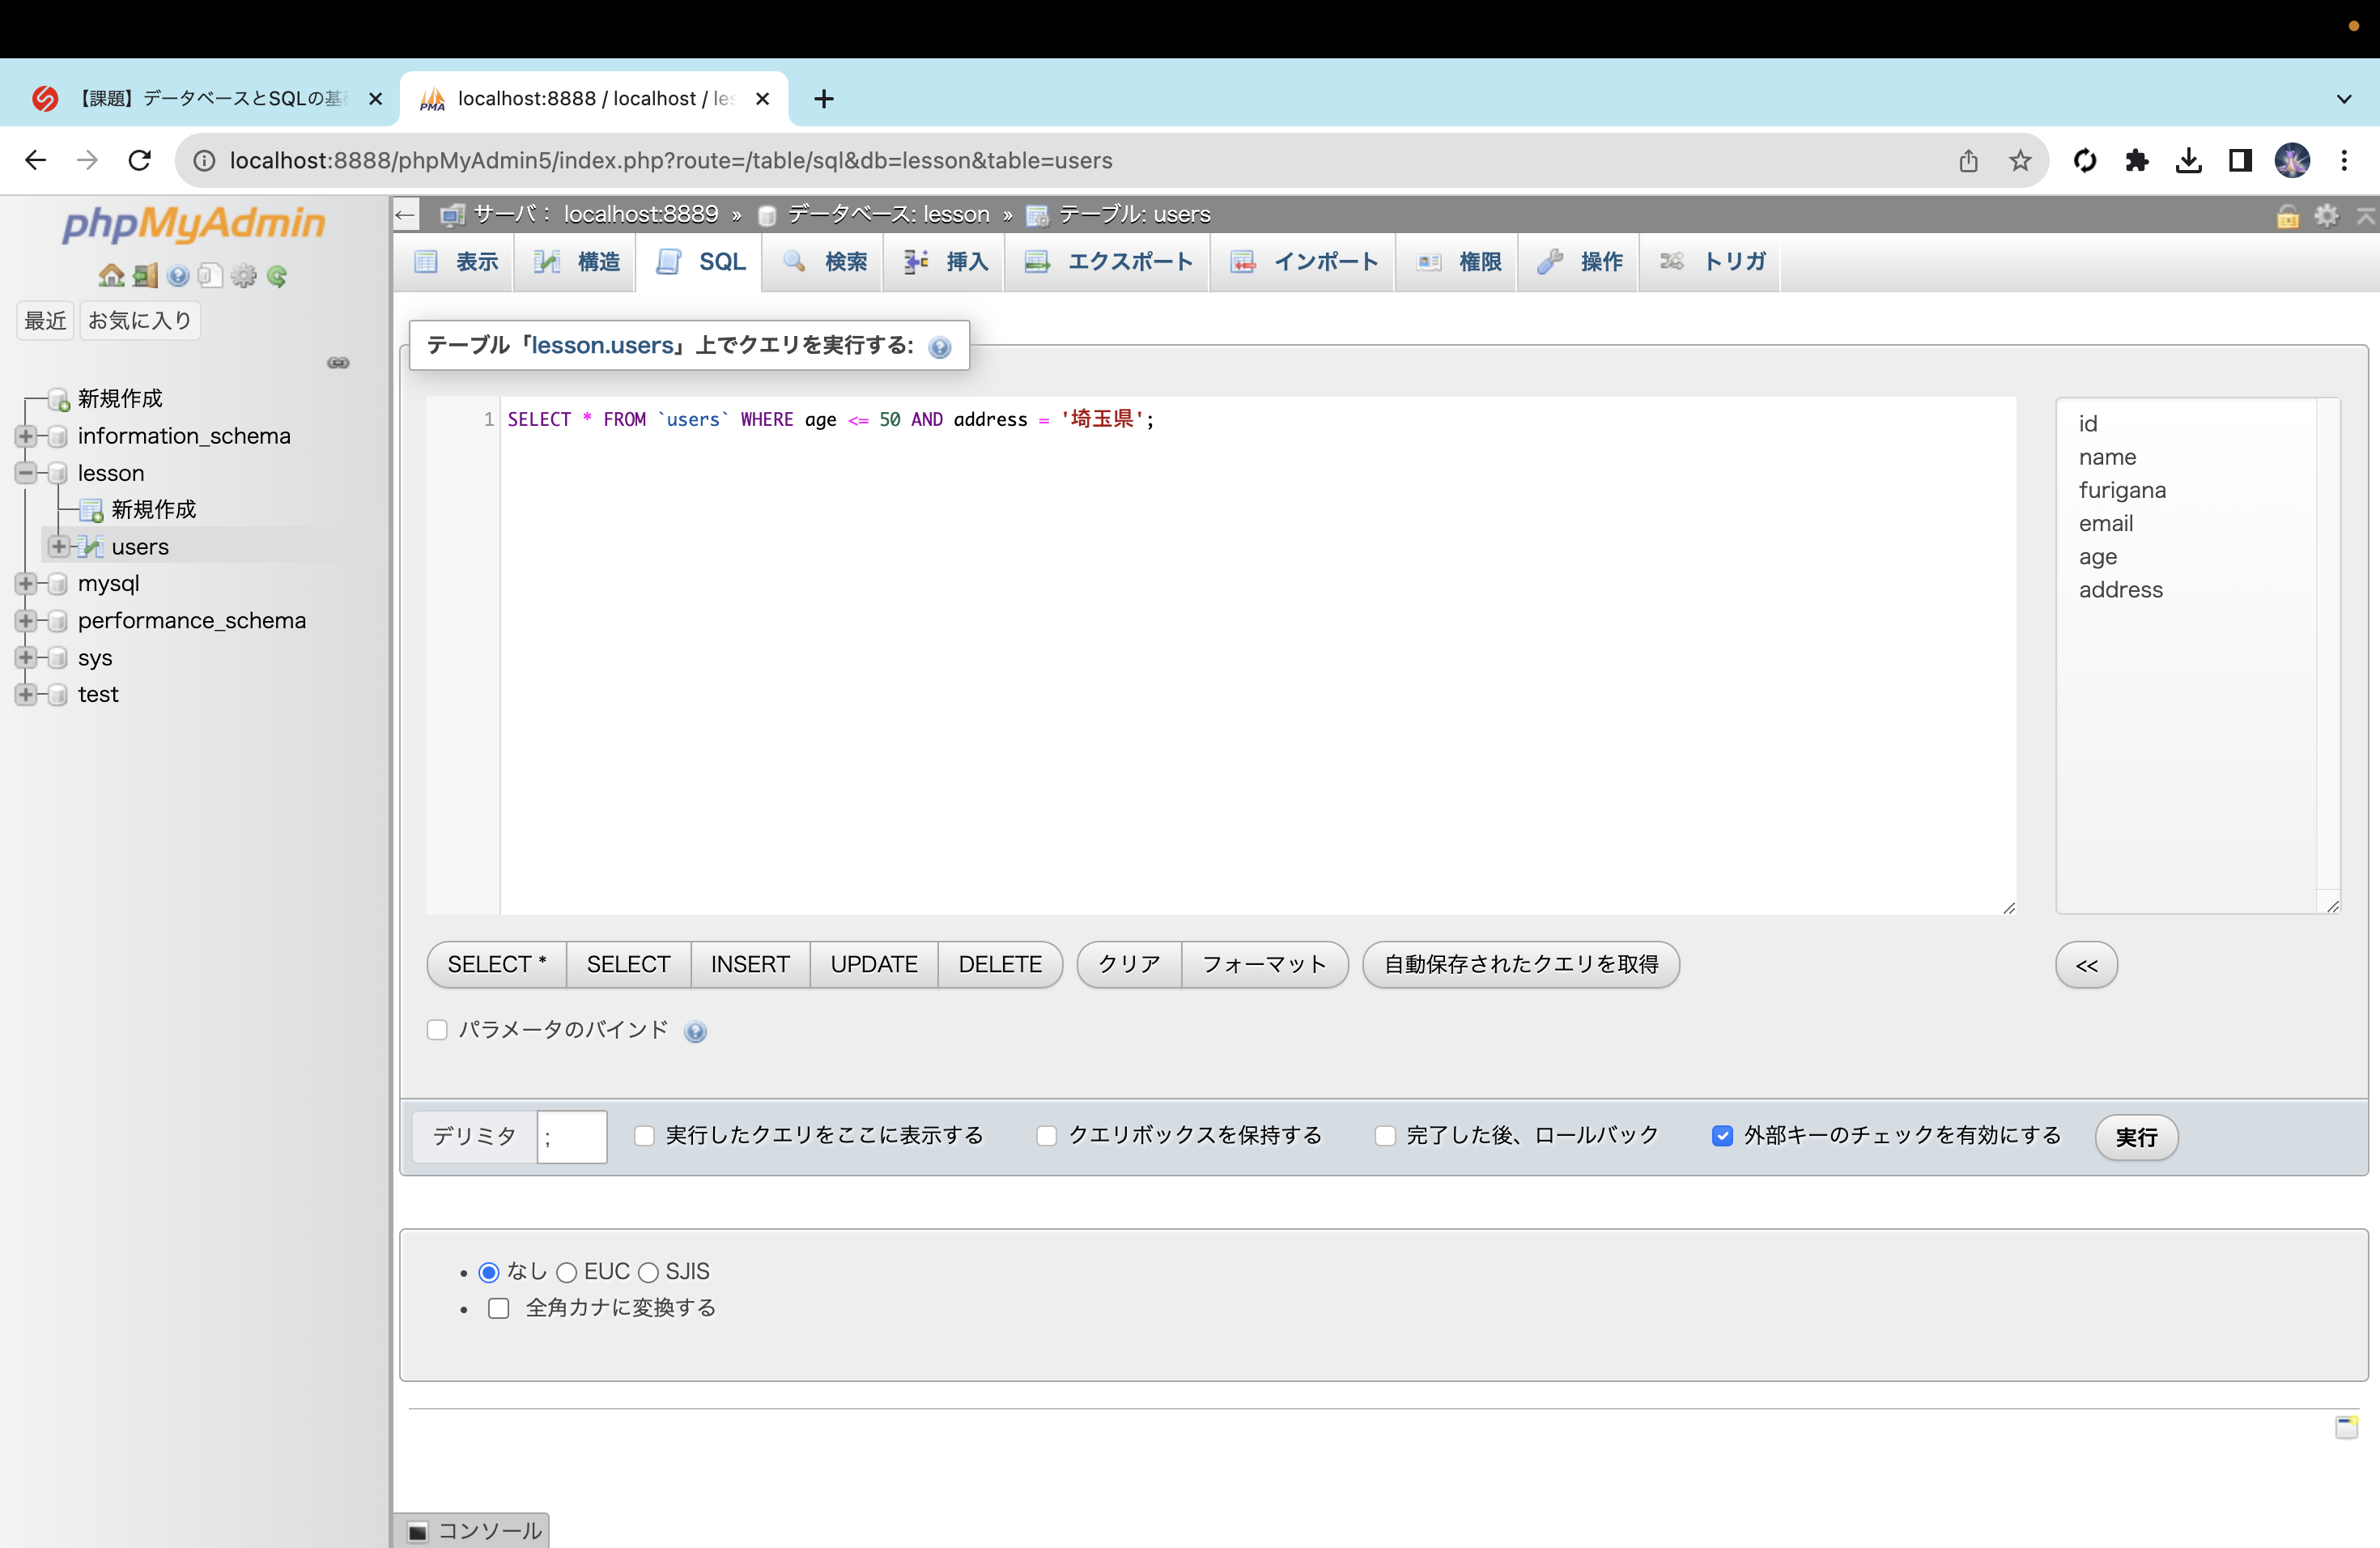 【課題】データベースとSQLの基
localhost:8888 / localhost / les
localhost:8888/phpMyAdmin5/index.php?route=/table/sql&db=lesson&table=users
phpMyAdmin
最近 お気に入り
新規作成
information_schema
lesson
新規作成
users
mysql
performance_schema
sys
test
サーバ： localhost:8889 » データベース: lesson » テーブル: users
表示 構造 SQL 検索 挿入 エクスポート インポート 権限 操作 トリガ
テーブル「lesson.users」上でクエリを実行する:
1 SELECT * FROM `users` WHERE age <= 50 AND address = '埼玉県';
id
name
furigana
email
age
address
SELECT * SELECT INSERT UPDATE DELETE クリア フォーマット 自動保存されたクエリを取得 <<
パラメータのバインド
デリミタ ; 実行したクエリをここに表示する クエリボックスを保持する 完了した後、ロールバック 外部キーのチェックを有効にする 実行
なし EUC SJIS
全角カナに変換する
コンソール